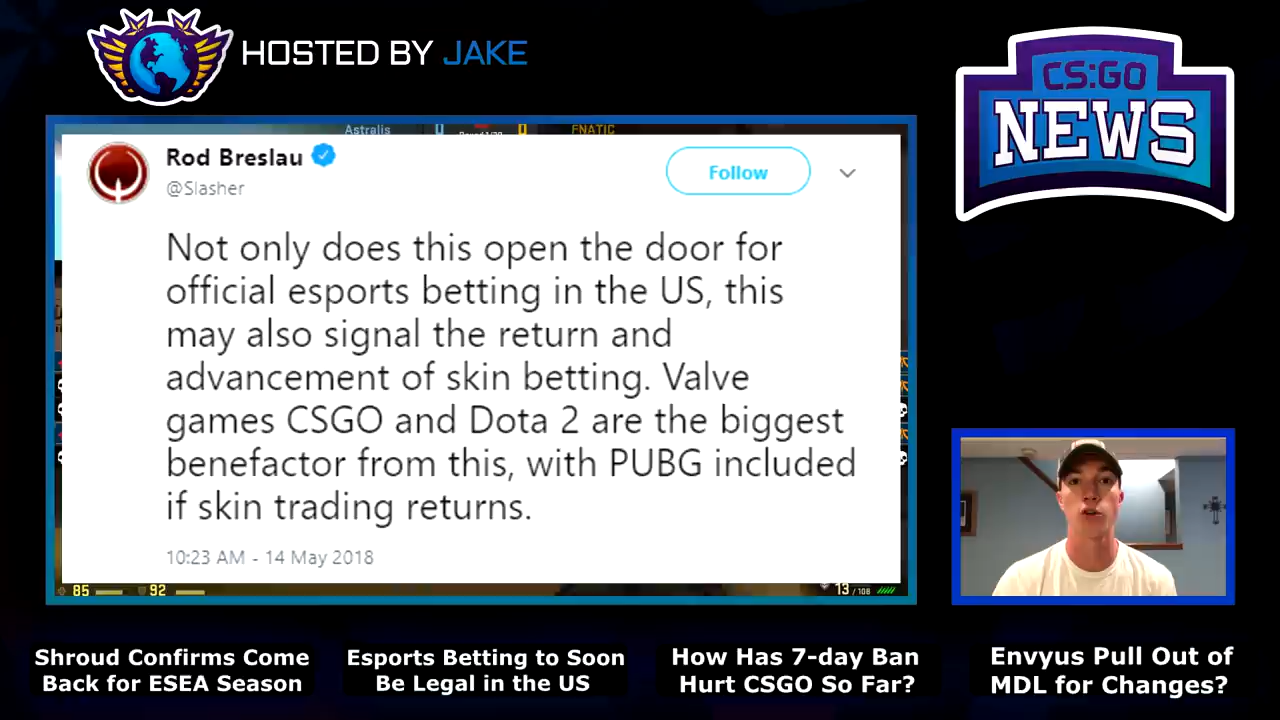 HOSTED BY JAKE
CS:GO
NEWS
Astralis 0 0 FNATIC
Rod Breslau
@Slasher
Follow
Not only does this open the door for
official esports betting in the US, this
may also signal the return and
advancement of skin betting. Valve
games CSGO and Dota 2 are the biggest
benefactor from this, with PUBG included
if skin trading returns.
10:23 AM - 14 May 2018
85 92 13 / 108
Shroud Confirms Come
Back for ESEA Season
Esports Betting to Soon
Be Legal in the US
How Has 7-day Ban
Hurt CSGO So Far?
Envyus Pull Out of
MDL for Changes?